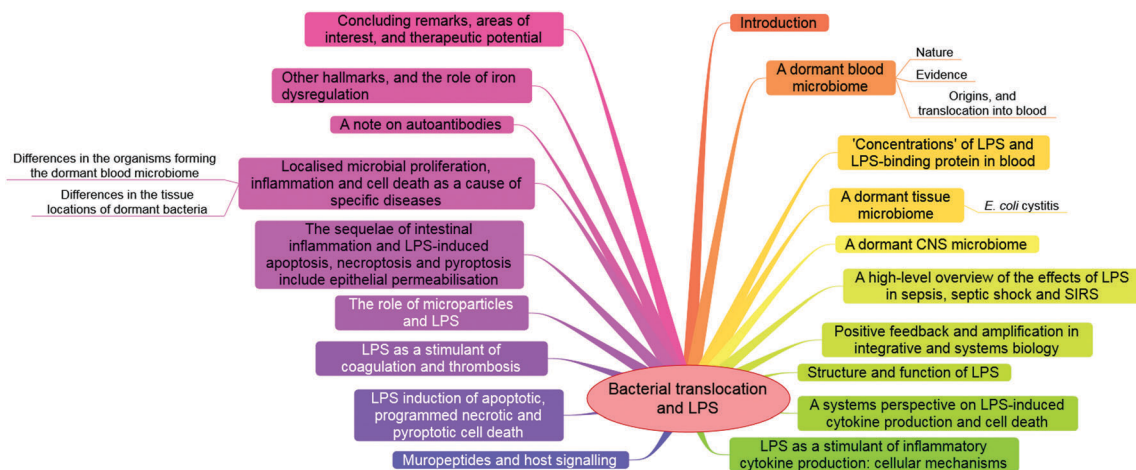 Introduction
A dormant blood
microbiome
Nature
Evidence
Origins, and
translocation into blood
'Concentrations' of LPS and
LPS-binding protein in blood
A dormant tissue
microbiome
E. coli cystitis
A dormant CNS microbiome
A high-level overview of the effects of LPS
in sepsis, septic shock and SIRS
Positive feedback and amplification in
integrative and systems biology
Structure and function of LPS
A systems perspective on LPS-induced
cytokine production and cell death
LPS as a stimulant of inflammatory
cytokine production: cellular mechanisms
Muropeptides and host signalling
LPS induction of apoptotic,
programmed necrotic and
pyroptotic cell death
LPS as a stimulant of
coagulation and thrombosis
The role of microparticles
and LPS
The sequelae of intestinal
inflammation and LPS-induced
apoptosis, necroptosis and pyroptosis
include epithelial permeabilisation
Localised microbial proliferation,
inflammation and cell death as a cause of
specific diseases
Differences in the organisms forming
the dormant blood microbiome
Differences in the tissue
locations of dormant bacteria
A note on autoantibodies
Other hallmarks, and the role of iron
dysregulation
Concluding remarks, areas of
interest, and therapeutic potential
Bacterial translocation
and LPS